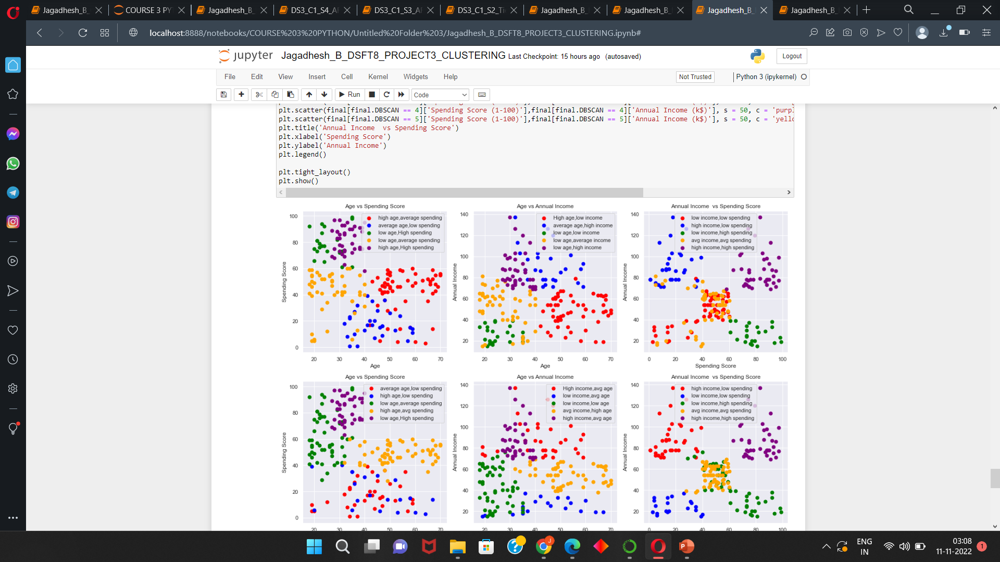 Jagadhesh_B_
COURSE 3 PY
Jagadhesh_B_
DS3_C1_S4_A
DS3_C1_S3_A
DS3_C1_S2_Ti
Jagadhesh_B_
Jagadhesh_B_
Jagadhesh_B_
Jagadhesh_B_
localhost:8888/notebooks/COURSE%203%20PYTHON/Untitled%20Folder%203/Jagadhesh_B_DSFT8_PROJECT3_CLUSTERING.ipynb#
jupyter Jagadhesh_B_DSFT8_PROJECT3_CLUSTERING Last Checkpoint: 15 hours ago (autosaved)
Logout
File Edit View Insert Cell Kernel Widgets Help
Not Trusted
Python 3 (ipykernel)
Run
Code
plt.scatter(final[final.DBSCAN == 4]['Spending Score (1-100)'],final[final.DBSCAN == 4]['Annual Income (k$)'], s = 50, c = 'purpl
plt.scatter(final[final.DBSCAN == 5]['Spending Score (1-100)'],final[final.DBSCAN == 5]['Annual Income (k$)'], s = 50, c = 'yello
plt.title('Annual Income  vs Spending Score')
plt.xlabel('Spending Score')
plt.ylabel('Annual Income')
plt.legend()
plt.tight_layout()
plt.show()
Age vs Spending Score
100
80
60
40
20
0
Spending Score
high age,average spending
average age,low spending
low age,High spending
low age,average spending
high age,High spending
20 30 40 50 60 70
Age
Age vs Annual Income
140
120
100
80
60
40
20
Annual Income
High age,low income
average age,high income
low age,low income
low age,average income
low age,high income
20 30 40 50 60 70
Age
Annual Income  vs Spending Score
140
120
100
80
60
40
20
Annual Income
low income,low spending
high income,low spending
low income,high spending
avg income,avg spending
high income,high spending
0 20 40 60 80 100
Spending Score
Age vs Spending Score
100
80
60
40
20
0
Spending Score
average age,low spending
high age,low spending
low age,average spending
high age,avg spending
low age,High spending
20 30 40 50 60 70
Age vs Annual Income
140
120
100
80
60
40
20
Annual Income
High income,avg age
low income,avg age
low income,low age
avg income,high age
high income,avg age
20 30 40 50 60 70
Annual Income  vs Spending Score
140
120
100
80
60
40
20
Annual Income
high income,low spending
low income,low spending
low income,high spending
avg income,avg spending
high income,high spending
0 20 40 60 80 100
J
P
ENG
IN
03:08
11-11-2022
1